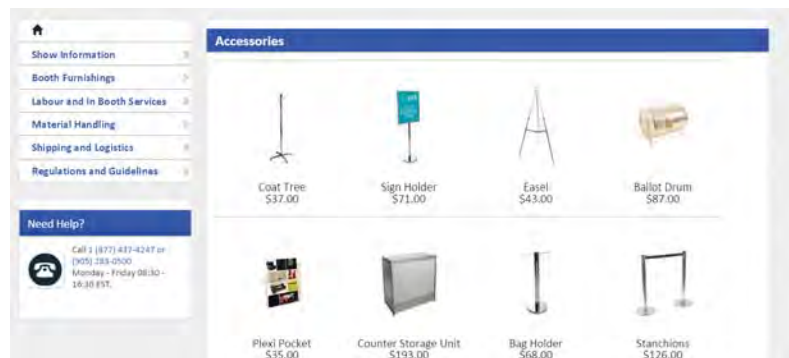 Show Information
Booth Furnishings
Labour and In Booth Services
Material Handling
Shipping and Logistics
Regulations and Guidelines
Need Help?
Call 1 (877) 437-4247 or
(905) 283-0500
Monday - Friday 08:30 -
16:30 EST.
Accessories
Coat Tree
$37.00
Sign Holder
$71.00
Easel
$43.00
Ballot Drum
$87.00
Plexi Pocket
$35.00
Counter Storage Unit
$193.00
Bag Holder
$68.00
Stanchions
$126.00